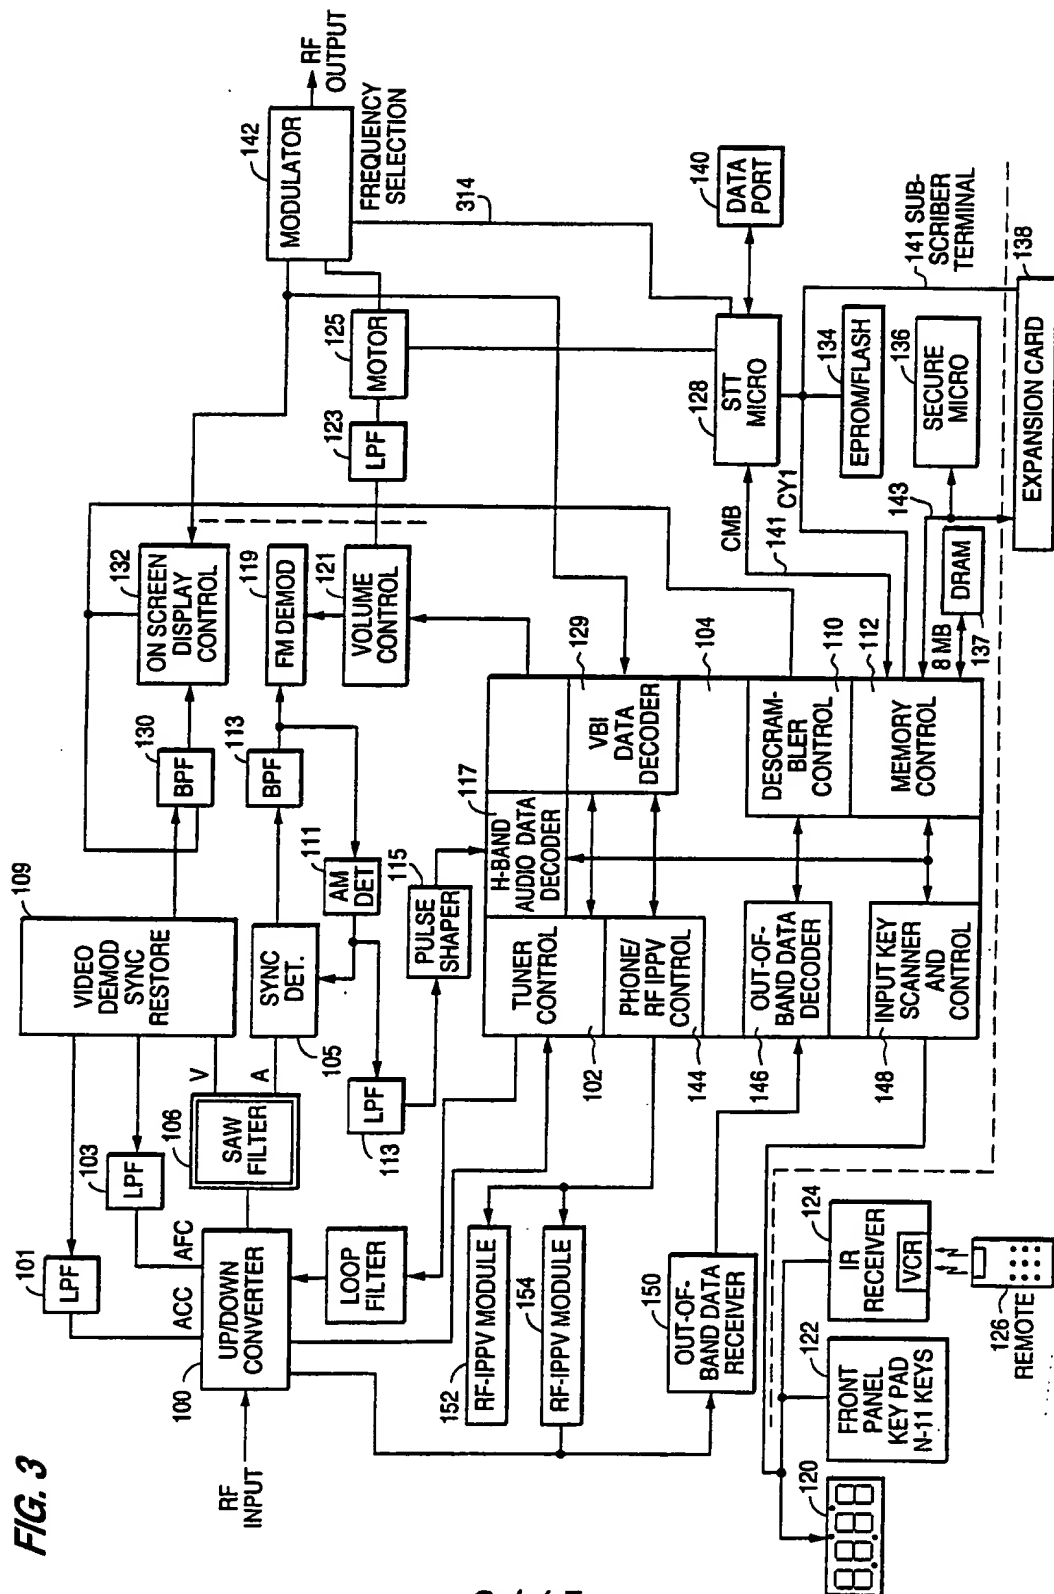 FIG. 3
RF
INPUT
100
UP/DOWN
CONVERTER
ACC
AFC
101
LPF
103
LPF
106
SAW
FILTER
V
A
109
VIDEO
DEMOD
SYNC
RESTORE
SYNC
DET.
105
LOOP
FILTER
LPF
113
111
AM
DET
115
PULSE
SHAPER
130
BPF
113
BPF
132
ON SCREEN
DISPLAY
CONTROL
119
FM DEMOD
121
VOLUME
CONTROL
123
LPF
125
MOTOR
142
MODULATOR
RF
OUTPUT
FREQUENCY
SELECTION
314
152
RF-IPPV MODULE
154
RF-IPPV MODULE
150
OUT-OF-
BAND DATA
RECEIVER
TUNER
CONTROL
102
PHONE/
RF IPPV
CONTROL
144
OUT-OF-
BAND DATA
DECODER
146
INPUT KEY
SCANNER
AND
CONTROL
148
117
H-BAND
AUDIO DATA
DECODER
129
VBI
DATA
DECODER
104
DESCRAM-
BLER
CONTROL
110
MEMORY
CONTROL
112
CMB
141
CY1
128
STT
MICRO
140
DATA
PORT
134
EPROM/FLASH
136
SECURE
MICRO
143
8 MB
DRAM
137
141 SUB-
SCRIBER
TERMINAL
138
EXPANSION CARD
120
88:88
122
FRONT
PANEL
KEY PAD
N-11 KEYS
124
IR
RECEIVER
VCR
126
REMOTE